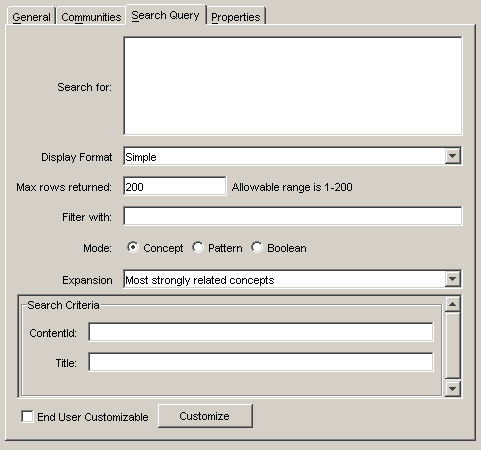 General Communities Search Query Properties
Search for:
Display Format Simple
Max rows returned: 200 Allowable range is 1-200
Filter with:
Mode: Concept Pattern Boolean
Expansion Most strongly related concepts
Search Criteria
ContentId:
Title:
End User Customizable Customize